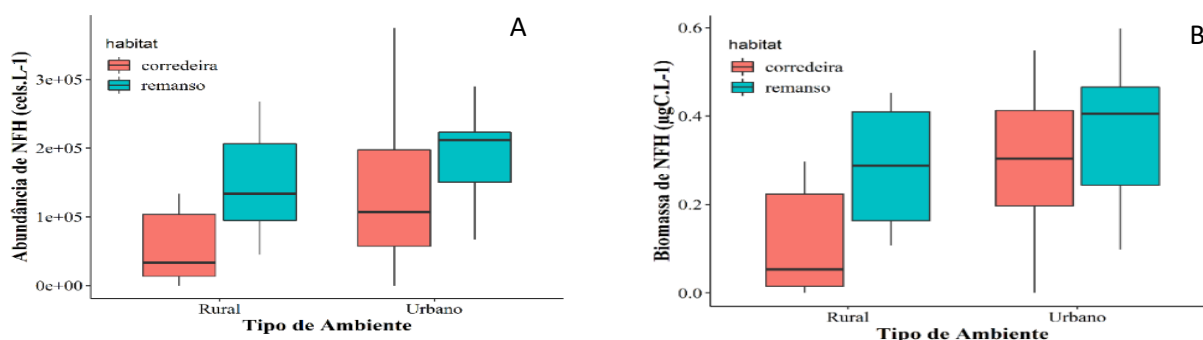 A
Abundância de NFH (cels.L-1)
habitat
corredeira
remanso
3e+05
2e+05
1e+05
0e+00
Rural
Urbano
Tipo de Ambiente
B
Biomassa de NFH (µgC.L-1)
habitat
corredeira
remanso
0.6
0.4
0.2
0.0
Rural
Urbano
Tipo de Ambiente